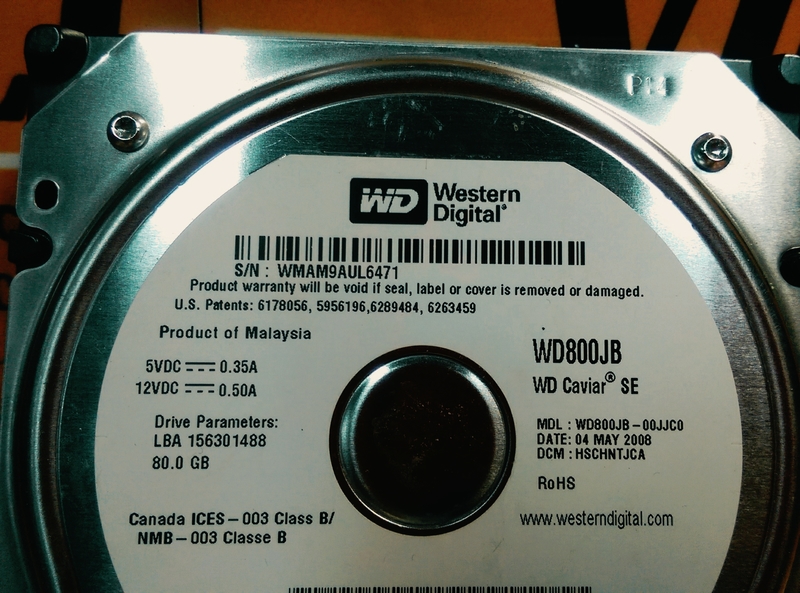 WD Western
Digital®
S/N : WMAM9AUL6471
Product warranty will be void if seal, label or cover is removed or damaged.
U.S. Patents: 6178056, 5956196,6289484, 6263459
Product of Malaysia
5VDC ⎓ 0.35A
12VDC ⎓ 0.50A
Drive Parameters:
LBA 156301488
80.0 GB
WD800JB
WD Caviar® SE
MDL : WD800JB-00JJC0
DATE: 04 MAY 2008
DCM : HSCHNTJCA
RoHS
Canada ICES-003 Class B/
NMB-003 Classe B
www.westerndigital.com